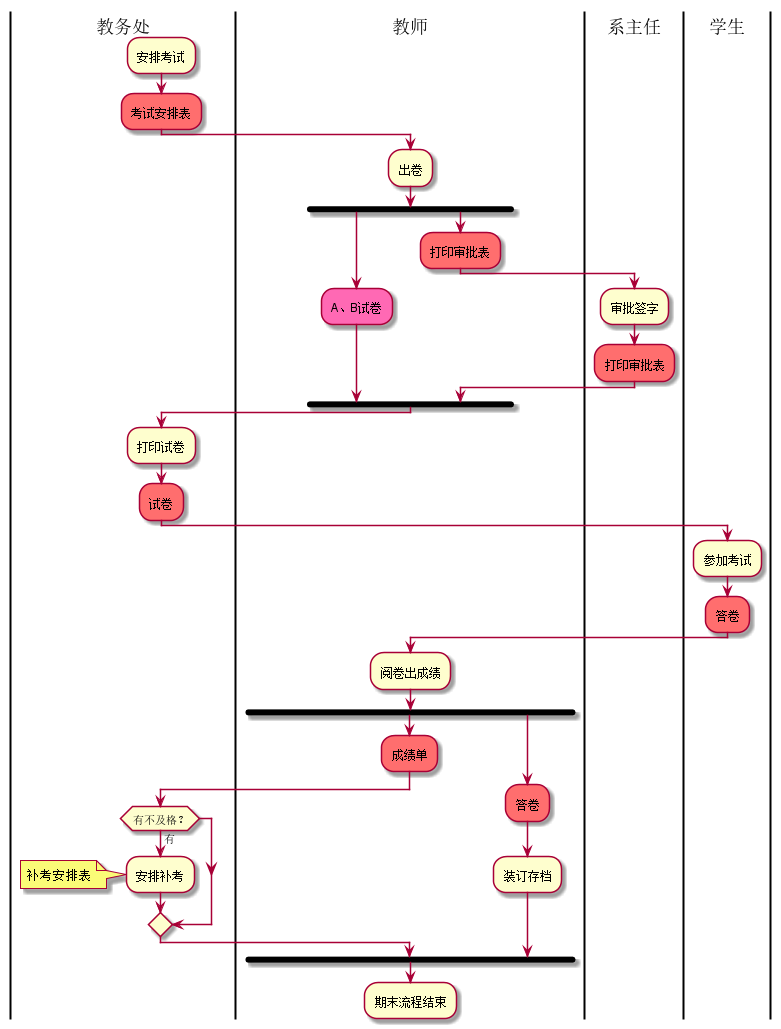 教务处
教师
系主任
学生
安排考试
考试安排表
出卷
打印审批表
A、B试卷
审批签字
打印审批表
打印试卷
试卷
参加考试
答卷
阅卷出成绩
成绩单
答卷
有不及格？
有
补考安排表
安排补考
装订存档
期末流程结束